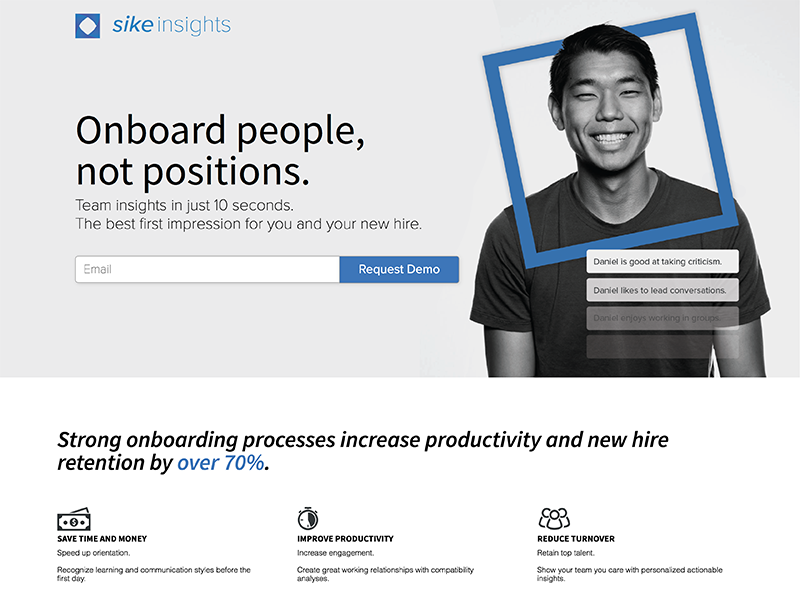 sike insights
Onboard people,
not positions.
Team insights in just 10 seconds.
The best first impression for you and your new hire.
Email
Request Demo
Daniel is good at taking criticism.
Daniel likes to lead conversations.
Daniel enjoys working in groups.
Strong onboarding processes increase productivity and new hire
retention by over 70%.
SAVE TIME AND MONEY
Speed up orientation.
Recognize learning and communication styles before the
first day.
IMPROVE PRODUCTIVITY
Increase engagement.
Create great working relationships with compatibility
analyses.
REDUCE TURNOVER
Retain top talent.
Show your team you care with personalized actionable
insights.